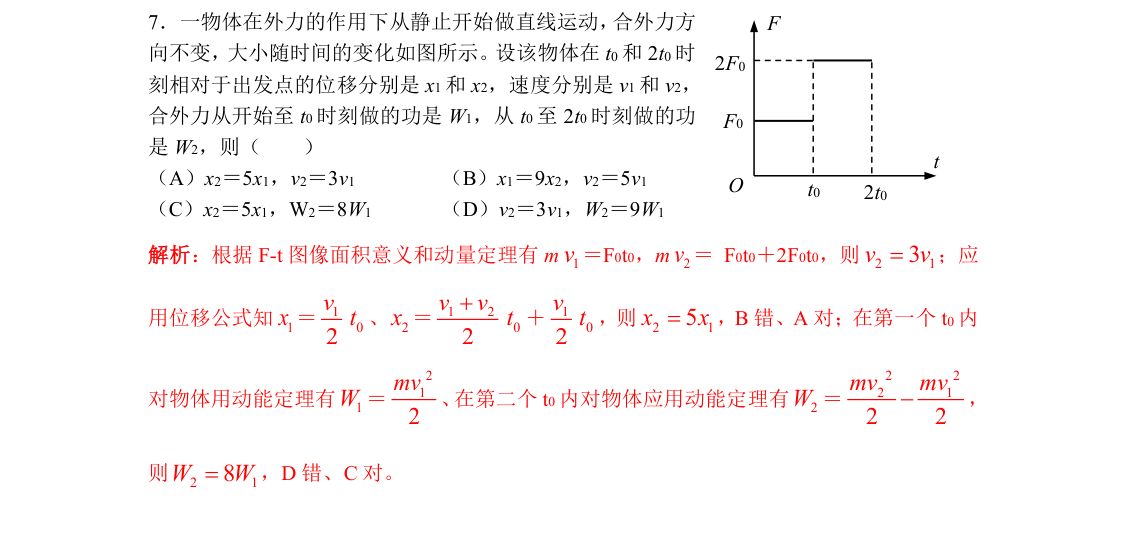 7．一物体在外力的作用下从静止开始做直线运动，合外力方
向不变，大小随时间的变化如图所示。设该物体在 t0 和 2t0 时
刻相对于出发点的位移分别是 x1 和 x2，速度分别是 v1 和 v2，
合外力从开始至 t0 时刻做的功是 W1，从 t0 至 2t0 时刻做的功
是 W2，则（　　）
（A）x2＝5x1，v2＝3v1　　（B）x1＝9x2，v2＝5v1
（C）x2＝5x1，W2＝8W1　　（D）v2＝3v1，W2＝9W1
F
2F0
F0
O
t0
2t0
t
解析：根据 F-t 图像面积意义和动量定理有 m v₁＝F0t0，m v₂＝ F0t0＋2F0t0，则 v₂ = 3v₁；应
用位移公式知 x₁ = v₁/2 t₀、x₂ = (v₁ + v₂)/2 t₀ + v₁/2 t₀，则 x₂ = 5x₁，B 错、A 对；在第一个 t0 内
对物体用动能定理有 W₁ = mv₁²/2、在第二个 t0 内对物体应用动能定理有 W₂ = mv₂²/2 − mv₁²/2，
则 W₂ = 8W₁，D 错、C 对。